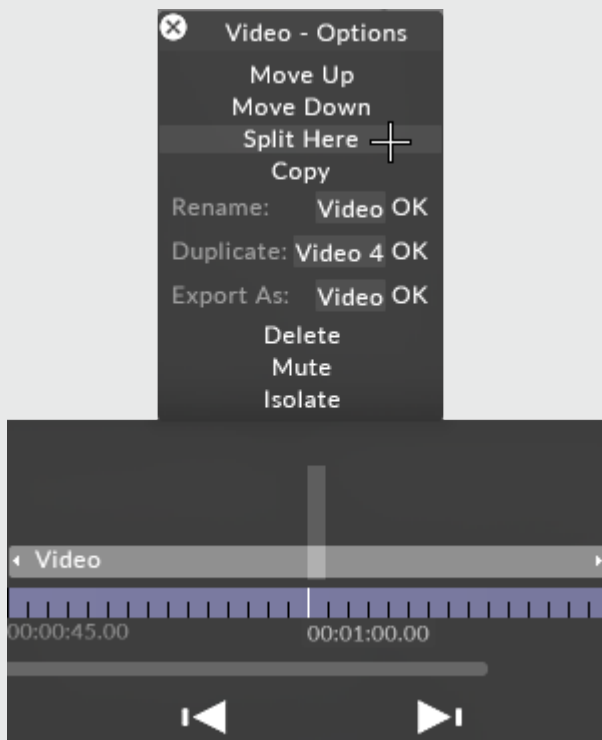 Video - Options
Move Up
Move Down
Split Here
Copy
Rename: Video OK
Duplicate: Video 4 OK
Export As: Video OK
Delete
Mute
Isolate
Video
00:00:45.00 00:01:00.00